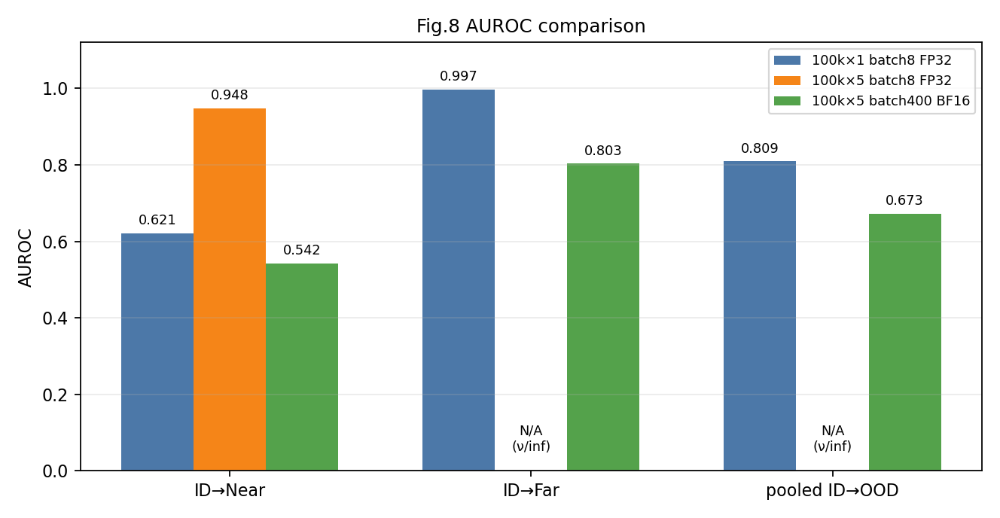 Fig.8 AUROC comparison
100k×1 batch8 FP32
100k×5 batch8 FP32
100k×5 batch400 BF16
AUROC
1.0
0.8
0.6
0.4
0.2
0.0
0.621
0.948
0.542
0.997
N/A
(ν/inf)
0.803
0.809
N/A
(ν/inf)
0.673
ID→Near
ID→Far
pooled ID→OOD